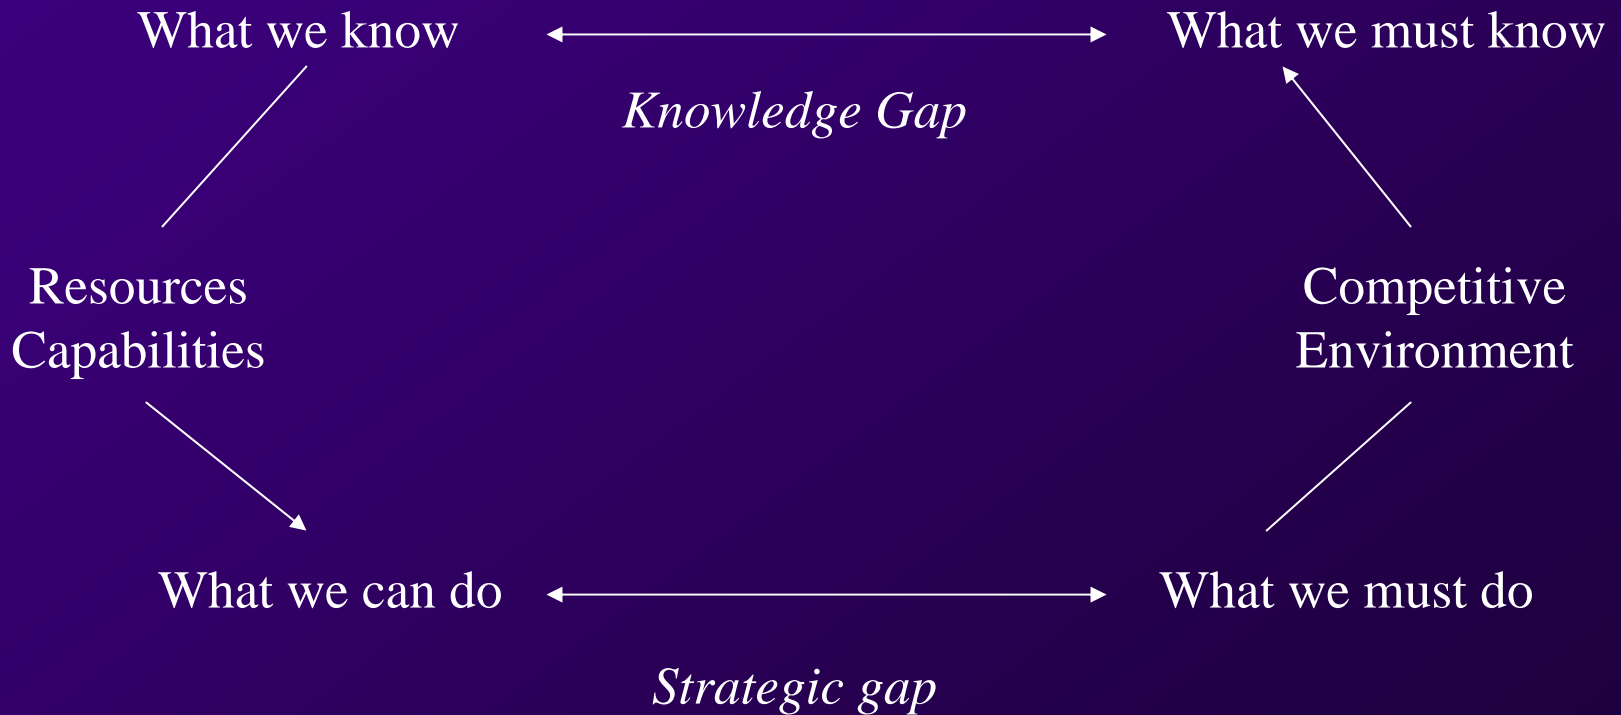 What we know
What we must know
Knowledge Gap
Resources
Capabilities
Competitive
Environment
What we can do
What we must do
Strategic gap